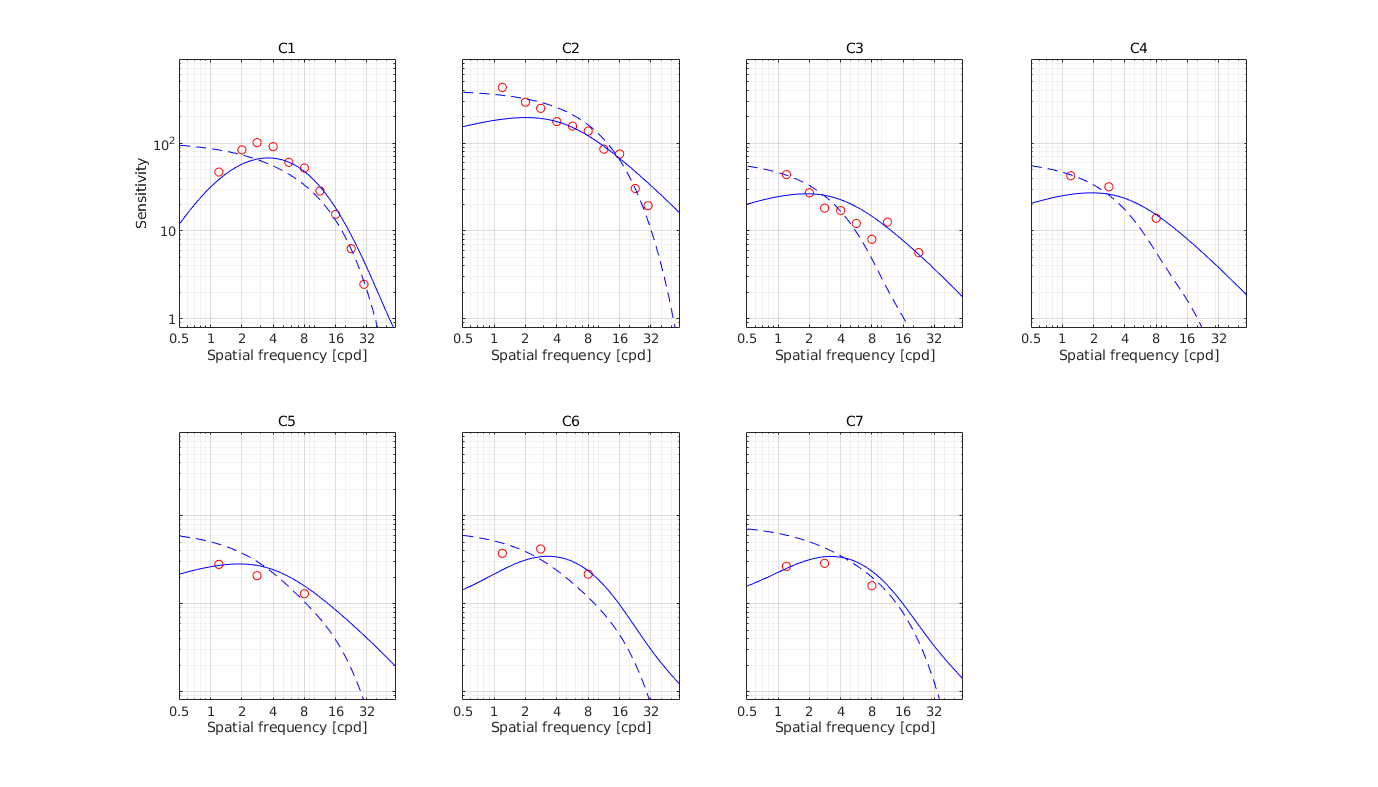 C1
C2
C3
C4
Sensitivity
10²
10
1
0.5 1 2 4 8 16 32
0.5 1 2 4 8 16 32
0.5 1 2 4 8 16 32
0.5 1 2 4 8 16 32
Spatial frequency [cpd]
Spatial frequency [cpd]
Spatial frequency [cpd]
Spatial frequency [cpd]
C5
C6
C7
0.5 1 2 4 8 16 32
0.5 1 2 4 8 16 32
0.5 1 2 4 8 16 32
Spatial frequency [cpd]
Spatial frequency [cpd]
Spatial frequency [cpd]